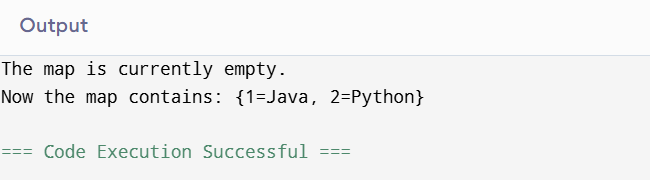 Output
The map is currently empty.
Now the map contains: {1=Java, 2=Python}
=== Code Execution Successful ===